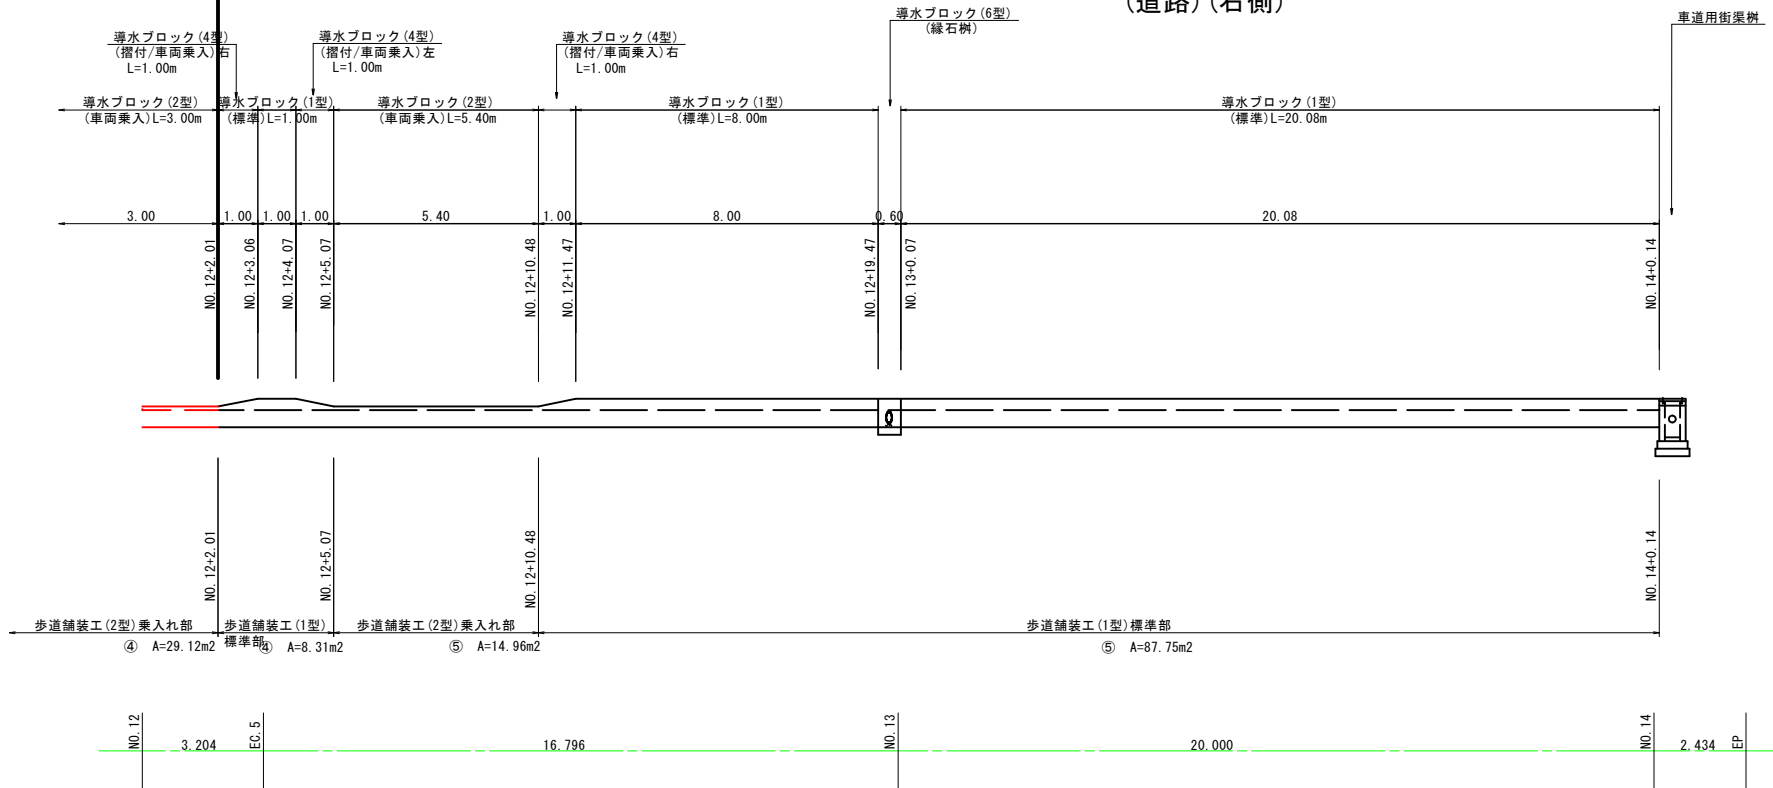 (道路)(右側)
導水ブロック(6型)
(縁石桝)
車道用街渠桝
導水ブロック(4型)
(摺付/車両乗入)右
L=1.00m
導水ブロック(4型)
(摺付/車両乗入)左
L=1.00m
導水ブロック(4型)
(摺付/車両乗入)右
L=1.00m
導水ブロック(2型)
(車両乗入)L=3.00m
導水ブロック(1型)
(標準)L=1.00m
導水ブロック(2型)
(車両乗入)L=5.40m
導水ブロック(1型)
(標準)L=8.00m
導水ブロック(1型)
(標準)L=20.08m
3.00
1.00
1.00
1.00
5.40
1.00
8.00
0.60
20.08
NO.12+2.01
NO.12+3.06
NO.12+4.07
NO.12+5.07
NO.12+10.48
NO.12+11.47
NO.12+19.47
NO.13+0.07
NO.14+0.14
NO.12+2.01
NO.12+5.07
NO.12+10.48
NO.14+0.14
歩道舗装工(2型)乗入れ部
④ A=29.12m2
歩道舗装工(1型)
標準部
④ A=8.31m2
歩道舗装工(2型)乗入れ部
⑤ A=14.96m2
歩道舗装工(1型)標準部
⑤ A=87.75m2
NO.12
3.204
EC.5
16.796
NO.13
20.000
NO.14
2.434
EP